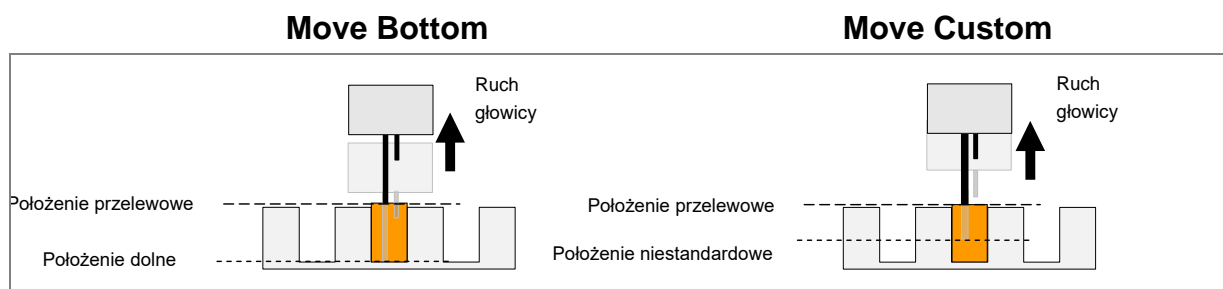 Move Bottom
Move Custom
Ruch
głowicy
Ruch
głowicy
Położenie przelewowe
Położenie przelewowe
Położenie dolne
Położenie niestandardowe